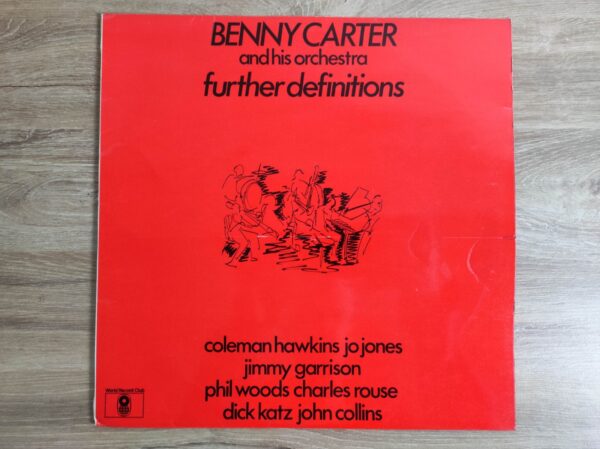 BENNY CARTER
and his orchestra
further definitions
coleman hawkins jo jones
jimmy garrison
phil woods charles rouse
dick katz john collins
World Record Club